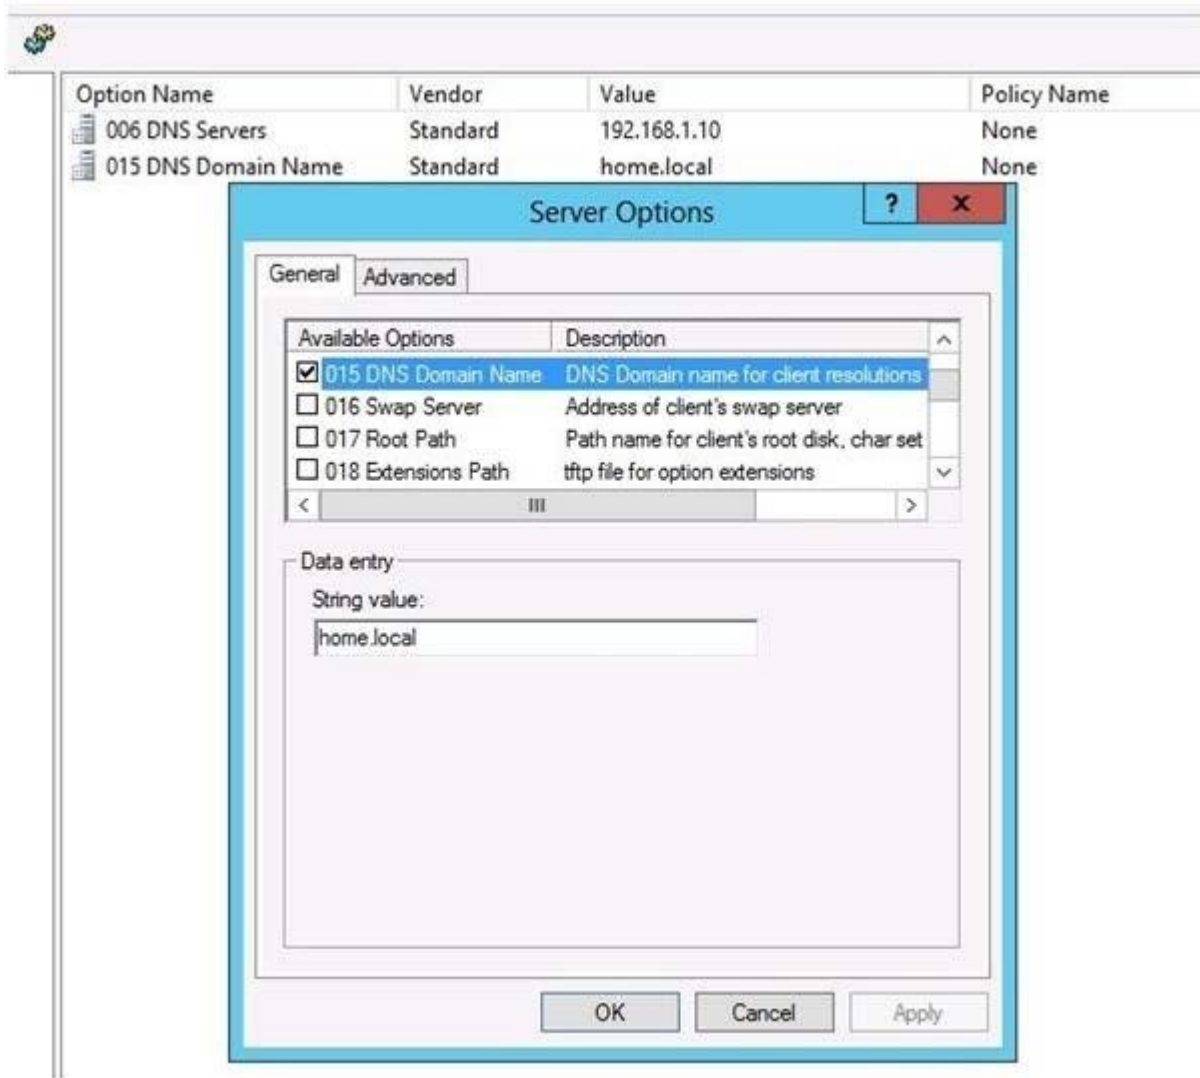 Option Name Vendor Value Policy Name
006 DNS Servers Standard 192.168.1.10 None
015 DNS Domain Name Standard home.local None
Server Options ? x
General Advanced
Available Options Description
015 DNS Domain Name DNS Domain name for client resolutions
016 Swap Server Address of client's swap server
017 Root Path Path name for client's root disk, char set
018 Extensions Path tftp file for option extensions
Data entry
String value:
home.local
OK Cancel Apply